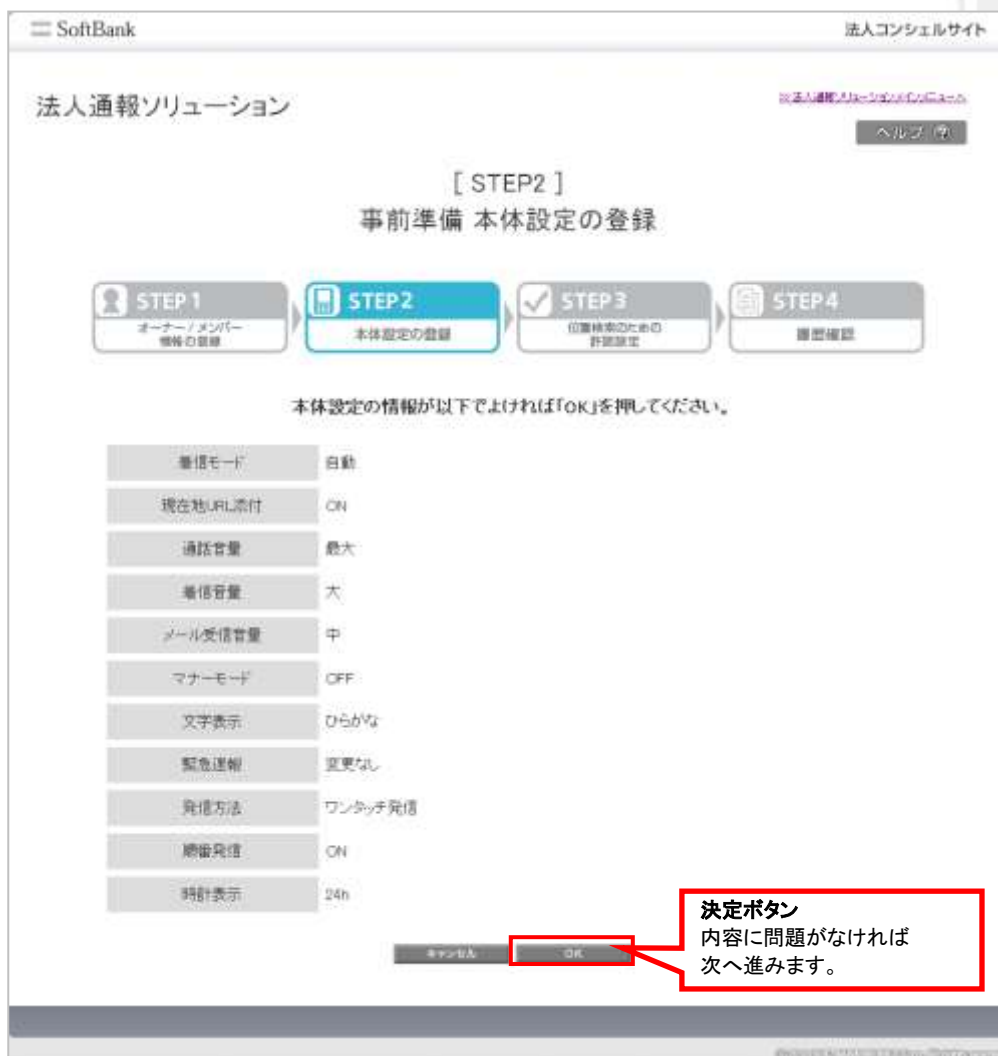 SoftBank
法人コンシェルサイト
法人通報ソリューション
ヘルプ
[ STEP2 ]
事前準備 本体設定の登録
STEP1
オーナー/メンバー
情報の登録
STEP2
本体設定の登録
STEP3
位置検索のための
許諾設定
STEP4
履歴確認
本体設定の情報が以下でよければ「OK」を押してください。
着信モード 自動
現在地URL添付 ON
通話音量 最大
着信音量 大
メール受信音量 中
マナーモード OFF
文字表示 ひらがな
緊急速報 変更なし
発信方法 ワンタッチ発信
順番発信 ON
時計表示 24h
決定ボタン
内容に問題がなければ
次へ進みます。
キャンセル OK